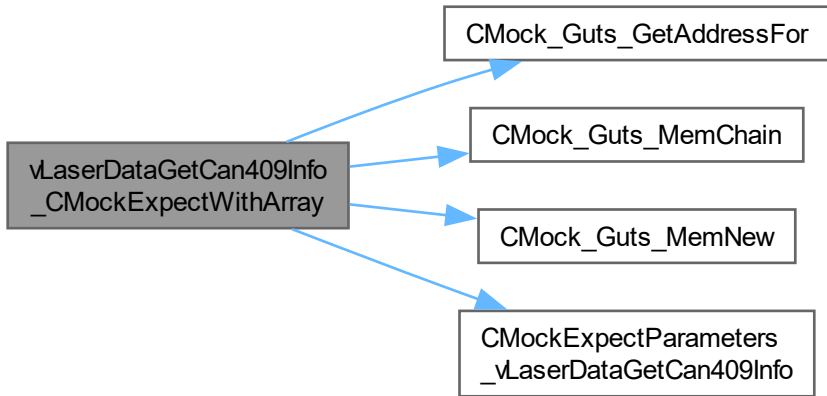 CMock_Guts_GetAddressFor
CMock_Guts_MemChain
vLaserDataGetCan409Info
_CMockExpectWithArray
CMock_Guts_MemNew
CMockExpectParameters
_vLaserDataGetCan409Info